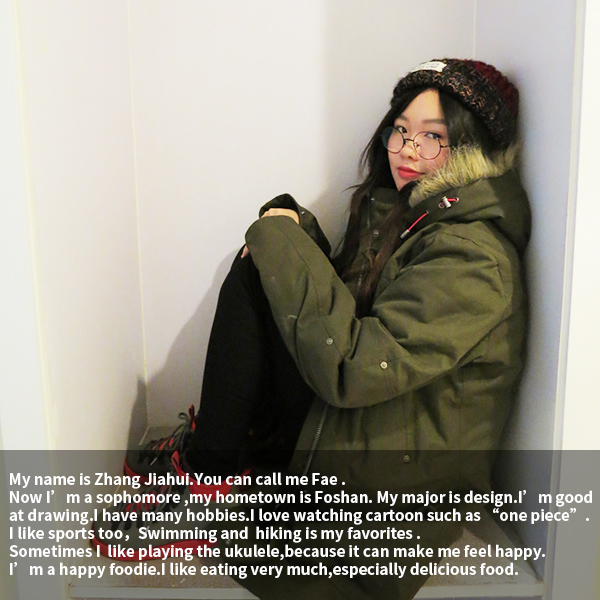 My name is Zhang Jiahui.You can call me Fae .
Now I’m a sophomore ,my hometown is Foshan. My major is design.I’m good
at drawing.I have many hobbies.I love watching cartoon such as “one piece”.
I like sports too，Swimming and  hiking is my favorites .
Sometimes I  like playing the ukulele,because it can make me feel happy.
I’m a happy foodie.I like eating very much,especially delicious food.